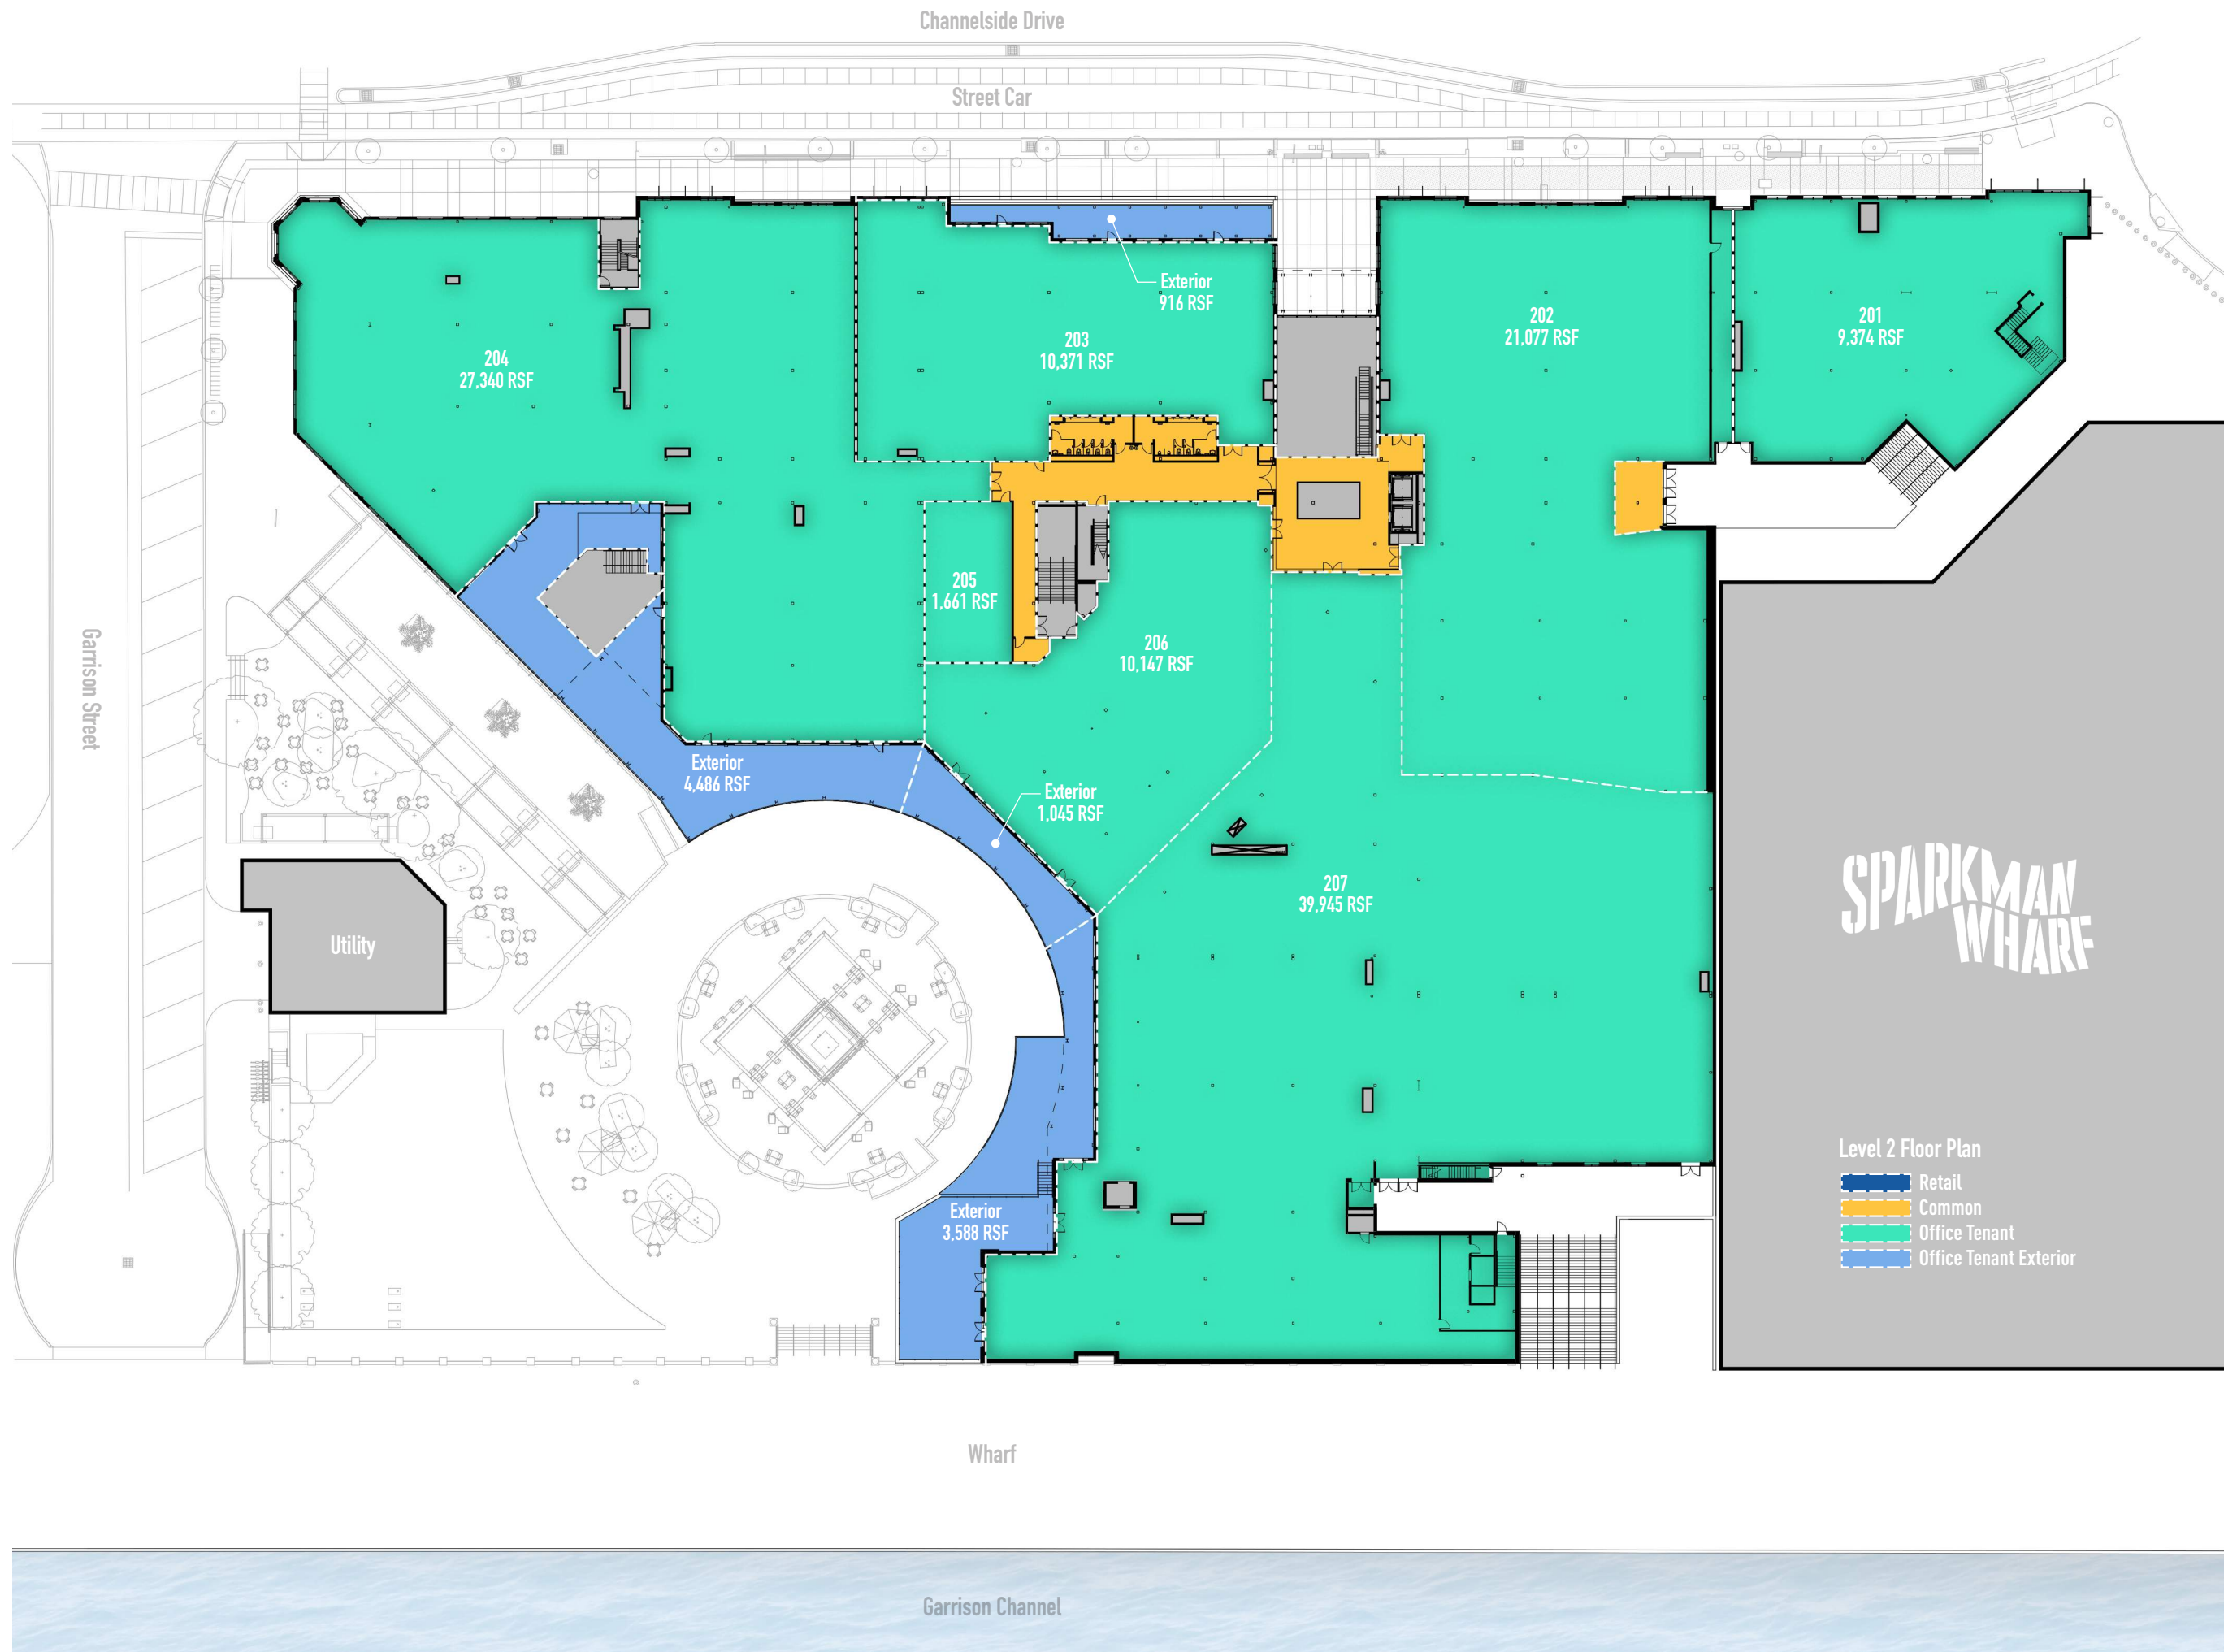 Channelside Drive
Street Car
Exterior
916 RSF
203
10,371 RSF
202
21,077 RSF
201
9,374 RSF
204
27,340 RSF
205
1,661 RSF
206
10,147 RSF
Garrison Street
Exterior
4,486 RSF
Exterior
1,045 RSF
207
39,945 RSF
SPARKMAN
WHARF
Utility
Level 2 Floor Plan
Retail
Common
Office Tenant
Office Tenant Exterior
Exterior
3,588 RSF
Wharf
Garrison Channel